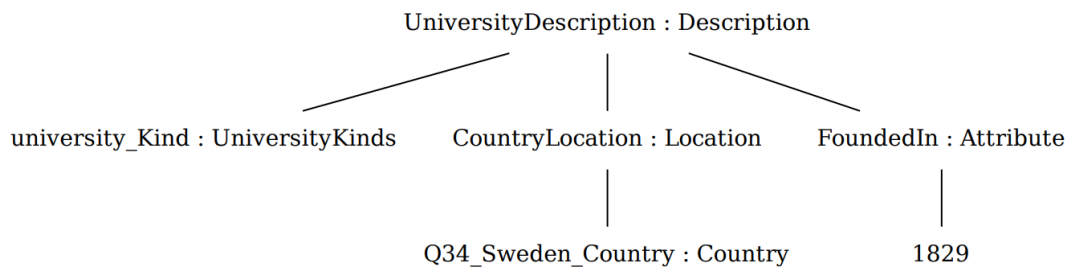 UniversityDescription : Description
university_Kind : UniversityKinds
CountryLocation : Location
FoundedIn : Attribute
Q34_Sweden_Country : Country
1829